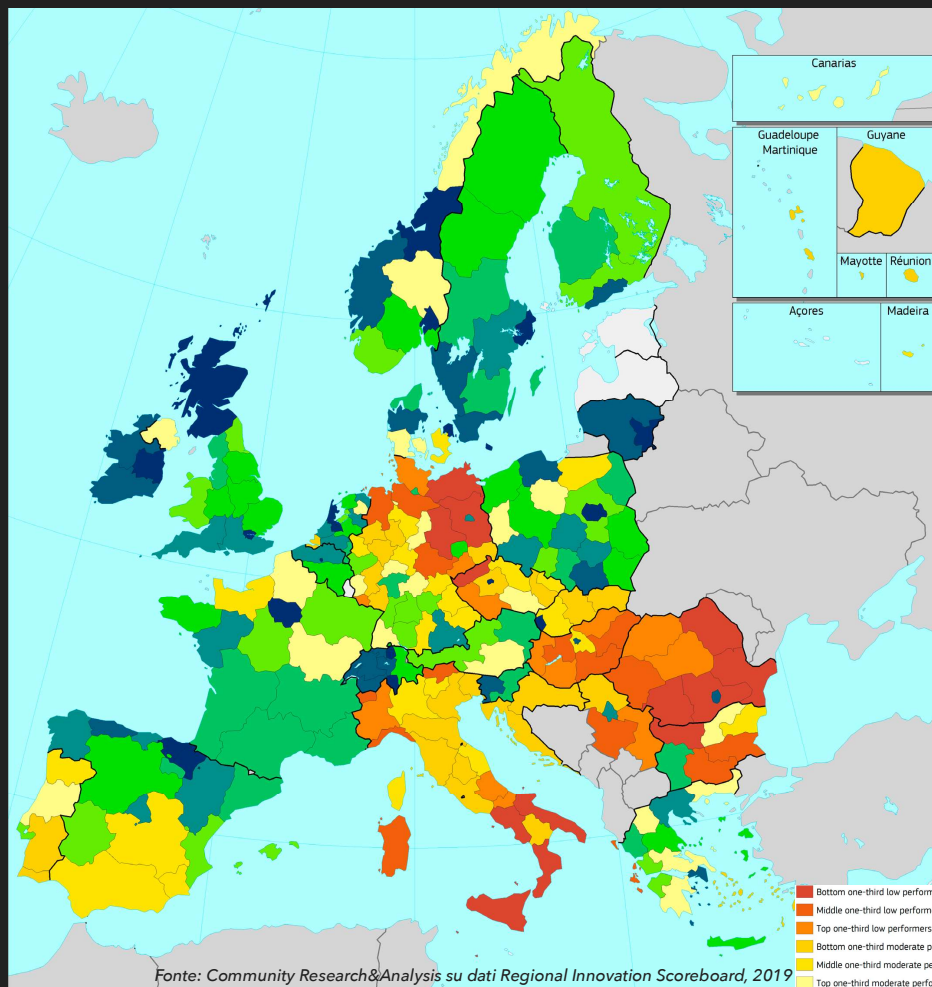 Canarias
Guadeloupe
Martinique
Guyane
Mayotte
Réunion
Açores
Madeira
Bottom one-third low perform
Middle one-third low performe
Top one-third low performers
Bottom one-third moderate p
Middle one-third moderate pe
Top one-third moderate perfo
Fonte: Community Research&Analysis su dati Regional Innovation Scoreboard, 2019